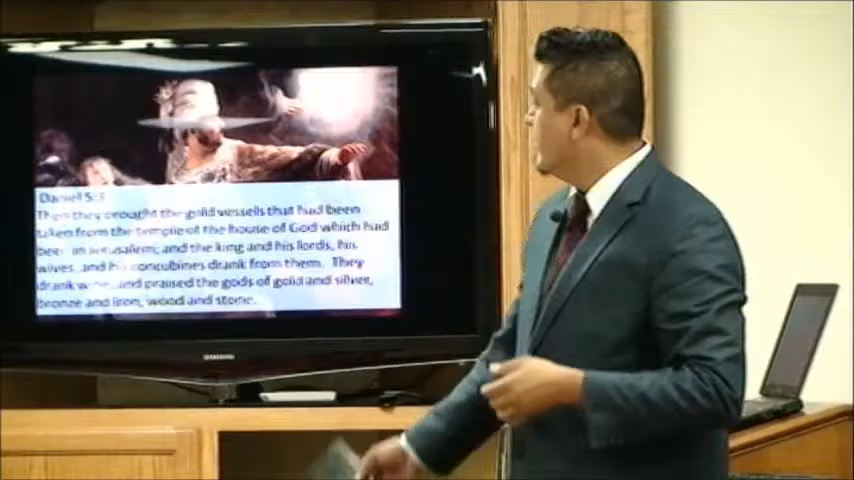 Daniel 5:3
Then they brought the gold vessels that had been
taken from the temple of the house of God which had
been in Jerusalem; and the king and his lords, his
wives, and his concubines drank from them. They
drank wine, and praised the gods of gold and silver,
bronze and iron, wood and stone.
SAMSUNG